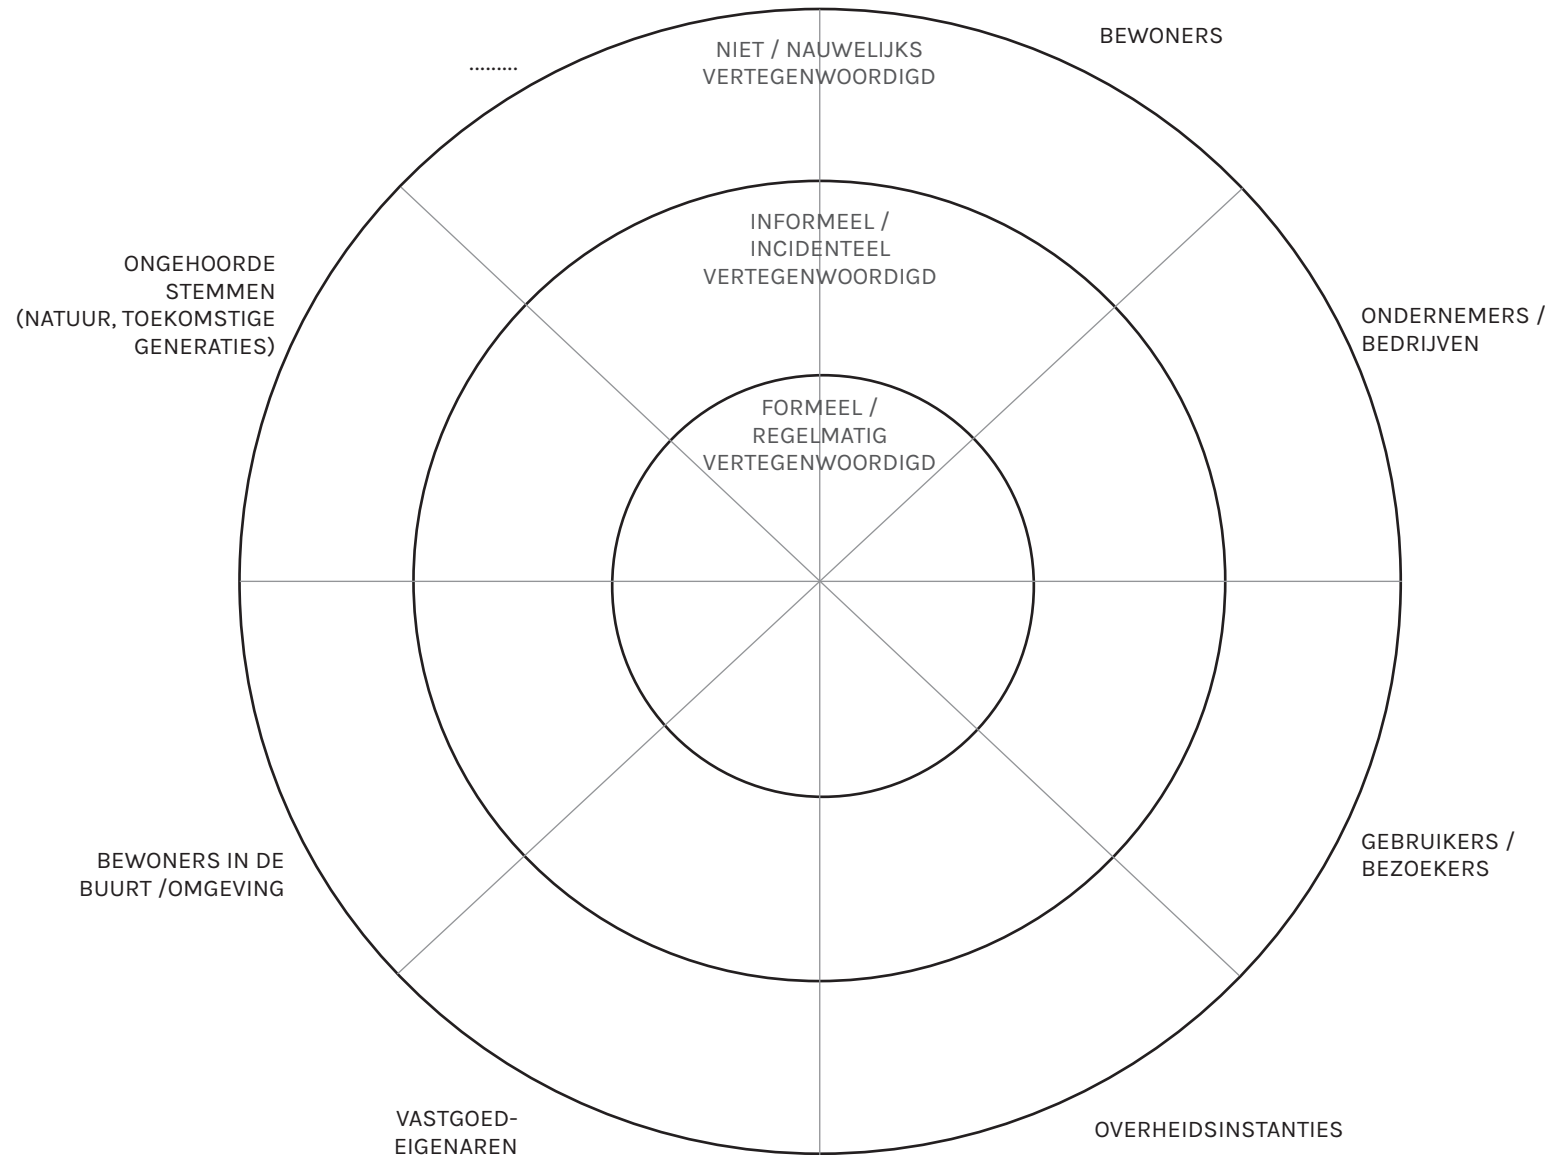 NIET / NAUWELIJKS
VERTEGENWOORDIGD
BEWONERS
.........
INFORMEEL /
INCIDENTEEL
VERTEGENWOORDIGD
ONGEHOORDE
STEMMEN
(NATUUR, TOEKOMSTIGE
GENERATIES)
ONDERNEMERS /
BEDRIJVEN
FORMEEL /
REGELMATIG
VERTEGENWOORDIGD
BEWONERS IN DE
BUURT /OMGEVING
GEBRUIKERS /
BEZOEKERS
VASTGOED-
EIGENAREN
OVERHEIDSINSTANTIES